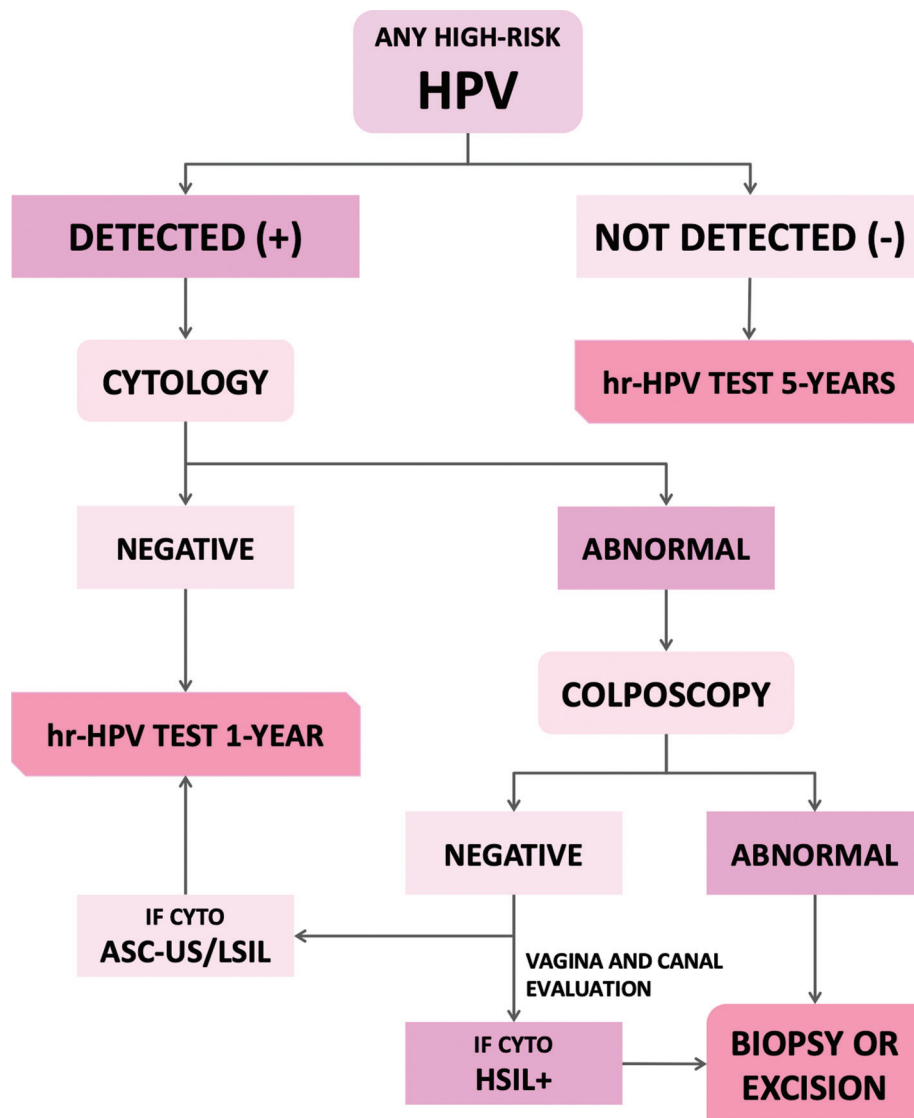 ANY HIGH-RISK
HPV
DETECTED (+)
NOT DETECTED (-)
CYTOLOGY
hr-HPV TEST 5-YEARS
NEGATIVE
ABNORMAL
COLPOSCOPY
hr-HPV TEST 1-YEAR
NEGATIVE
ABNORMAL
IF CYTO
ASC-US/LSIL
VAGINA AND CANAL
EVALUATION
IF CYTO
HSIL+
BIOPSY OR
EXCISION